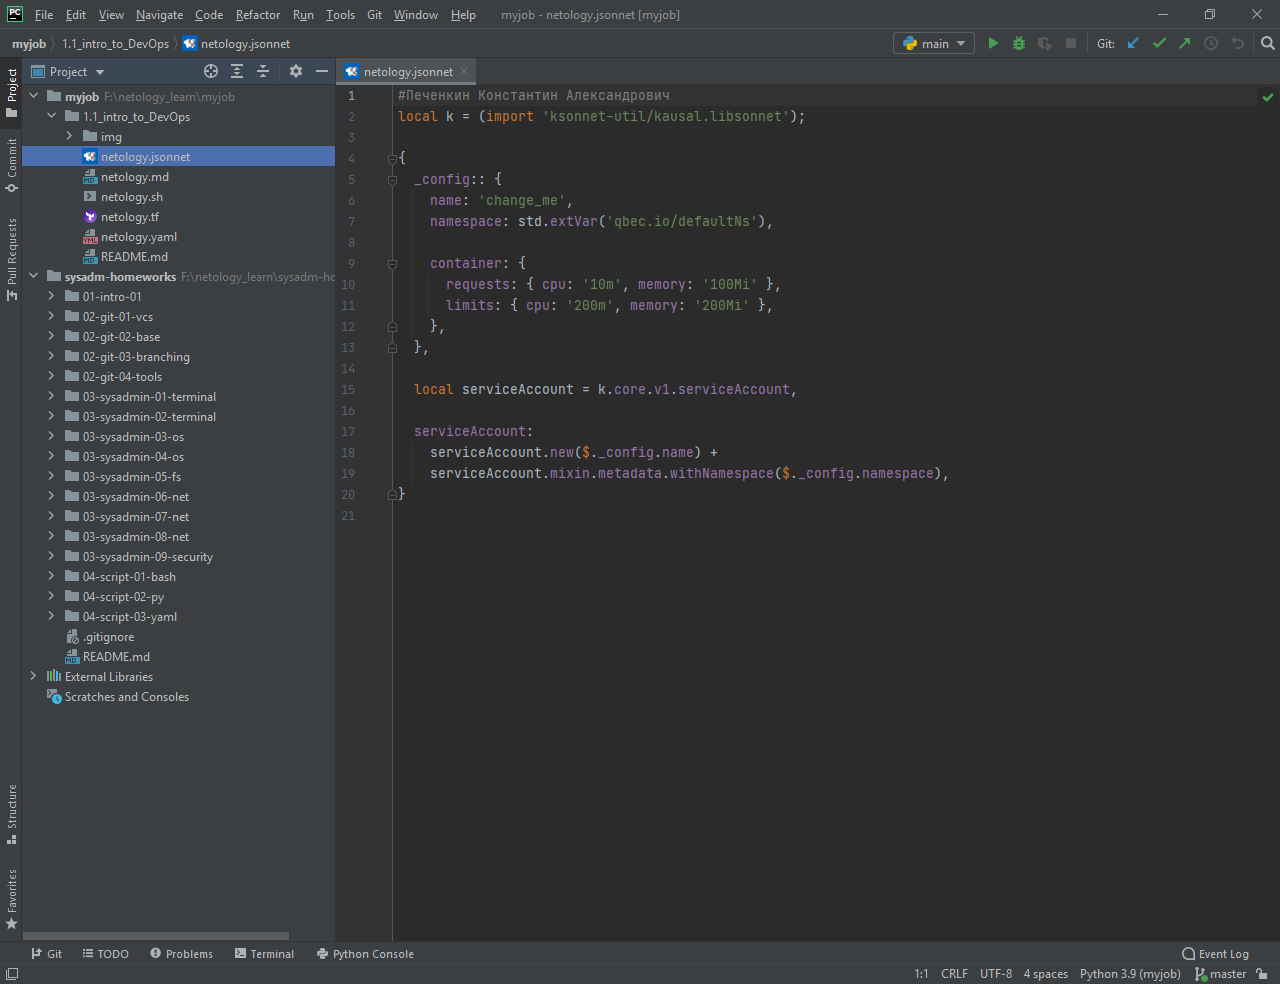 PC File Edit View Navigate Code Refactor Run Tools Git Window Help myjob - netology.jsonnet [myjob]
myjob 1.1_intro_to_DevOps netology.jsonnet main Git:
Project
Commit
Pull Requests
Structure
Favorites
Project
myjob F:\netology_learn\myjob
1.1_intro_to_DevOps
img
netology.jsonnet
netology.md
netology.sh
netology.tf
netology.yaml
README.md
sysadm-homeworks F:\netology_learn\sysadm-ho
01-intro-01
02-git-01-vcs
02-git-02-base
02-git-03-branching
02-git-04-tools
03-sysadmin-01-terminal
03-sysadmin-02-terminal
03-sysadmin-03-os
03-sysadmin-04-os
03-sysadmin-05-fs
03-sysadmin-06-net
03-sysadmin-07-net
03-sysadmin-08-net
03-sysadmin-09-security
04-script-01-bash
04-script-02-py
04-script-03-yaml
.gitignore
README.md
External Libraries
Scratches and Consoles
netology.jsonnet
1 #Печенкин Константин Александрович
2 local k = (import 'ksonnet-util/kausal.libsonnet');
3
4 {
5 _config:: {
6 name: 'change_me',
7 namespace: std.extVar('qbec.io/defaultNs'),
8
9 container: {
10 requests: { cpu: '10m', memory: '100Mi' },
11 limits: { cpu: '200m', memory: '200Mi' },
12 },
13 },
14
15 local serviceAccount = k.core.v1.serviceAccount,
16
17 serviceAccount:
18 serviceAccount.new($._config.name) +
19 serviceAccount.mixin.metadata.withNamespace($._config.namespace),
20 }
21
Git TODO Problems Terminal Python Console Event Log
1:1 CRLF UTF-8 4 spaces Python 3.9 (myjob) master